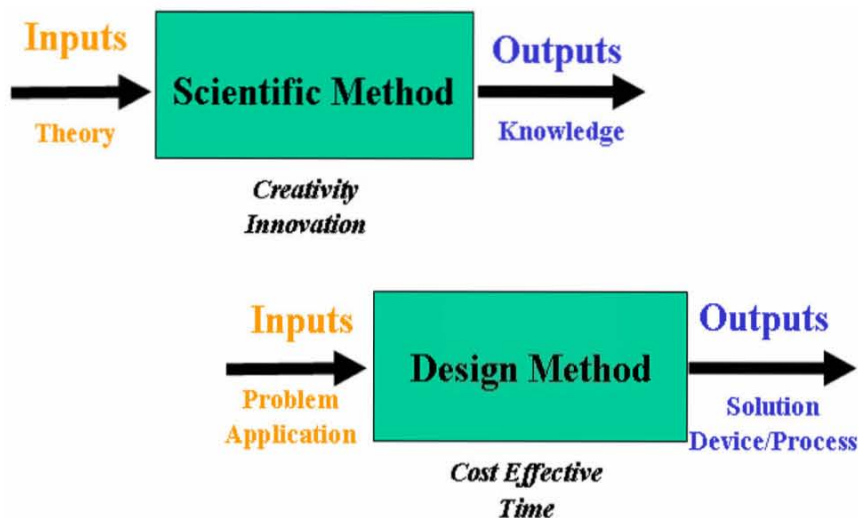 Inputs
Scientific Method
Outputs
Theory
Knowledge
Creativity
Innovation
Inputs
Design Method
Outputs
Problem
Application
Solution
Device/Process
Cost Effective
Time